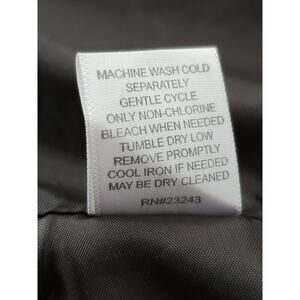 MACHINE WASH COLD
SEPARATELY
GENTLE CYCLE
ONLY NON-CHLORINE
BLEACH WHEN NEEDED
TUMBLE DRY LOW
REMOVE PROMPTLY
COOL IRON IF NEEDED
MAY BE DRY CLEANED
RN#23243